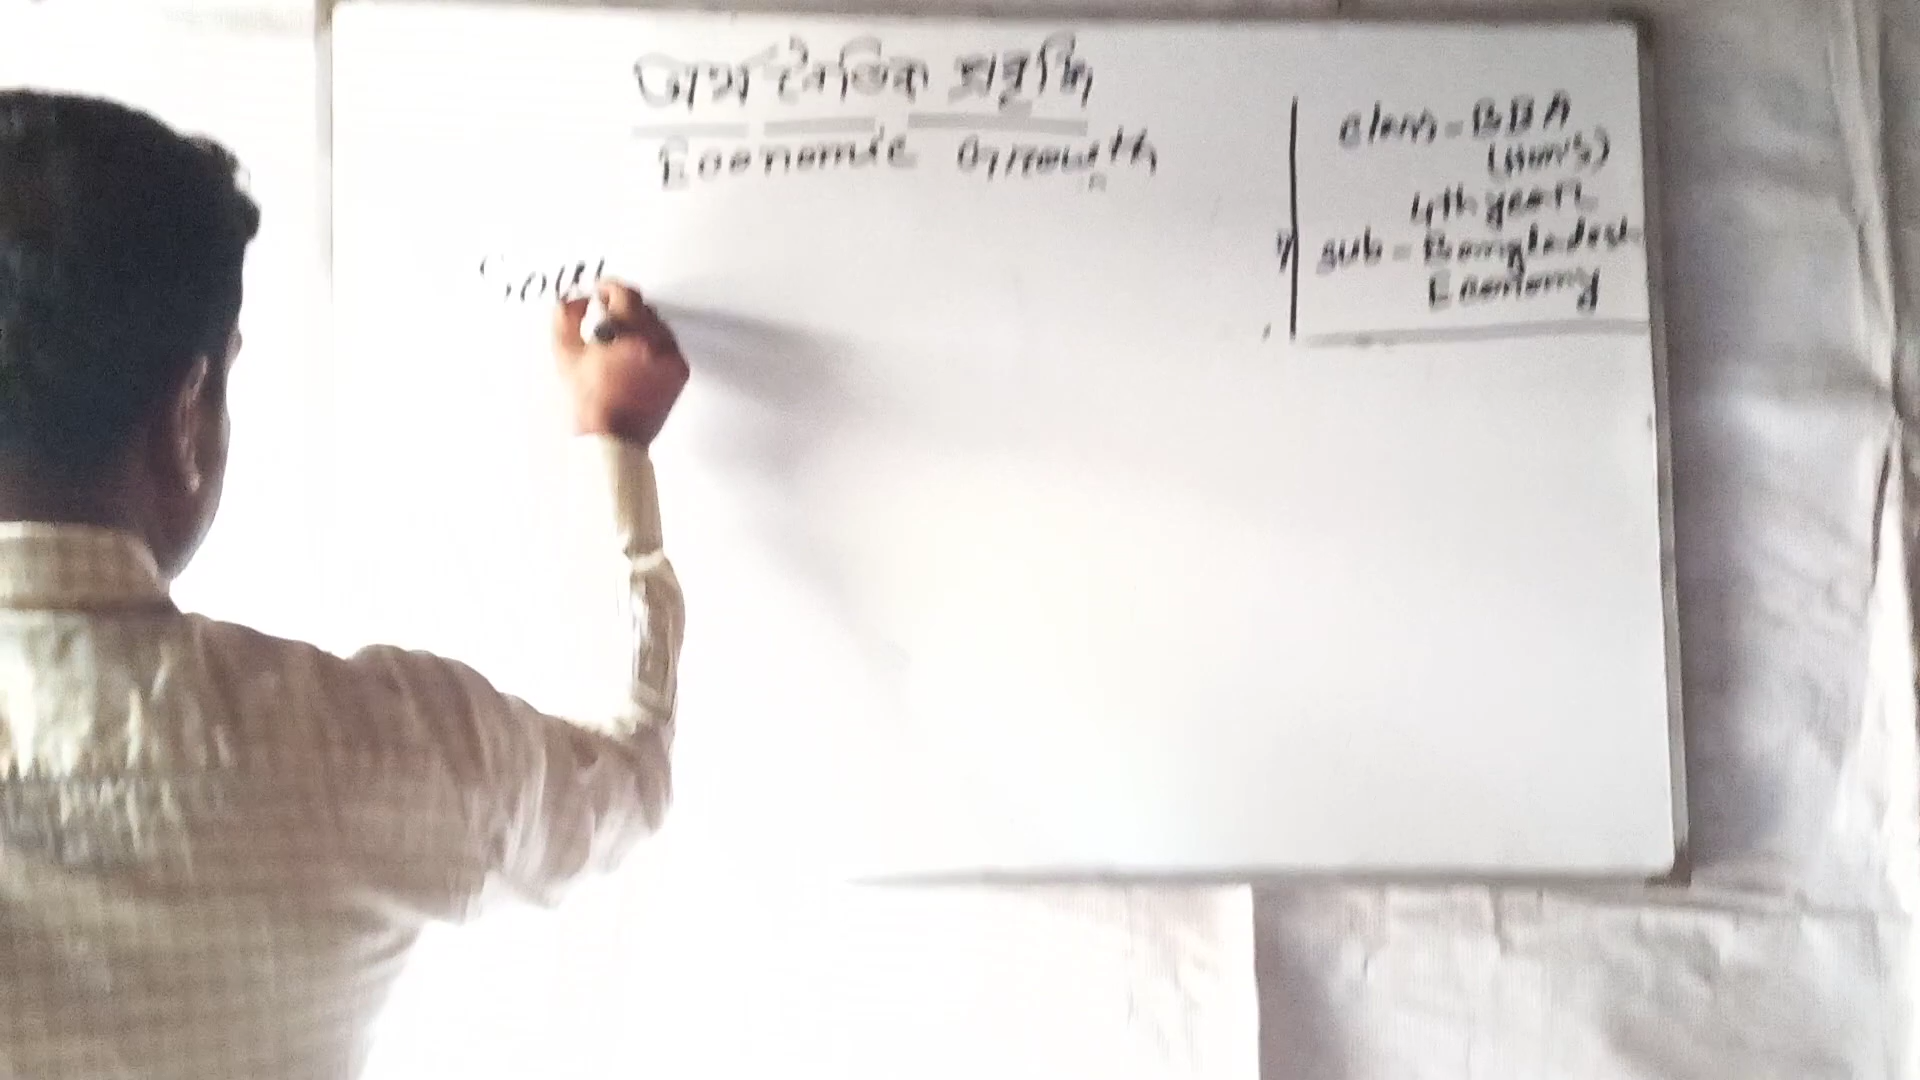 অর্থনৈতিক প্রবৃদ্ধি
Economic Growth
class - BBA
(Hon's)
4th year
sub - Bangladesh
Economy